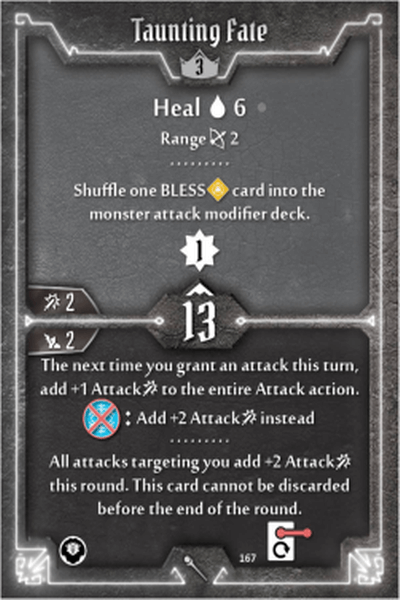 Taunting Fate
3
Heal 6
Range 2
Shuffle one BLESS card into the
monster attack modifier deck.
1
2
13
2
The next time you grant an attack this turn,
add +1 Attack to the entire Attack action.
: Add +2 Attack instead
All attacks targeting you add +2 Attack
this round. This card cannot be discarded
before the end of the round.
167